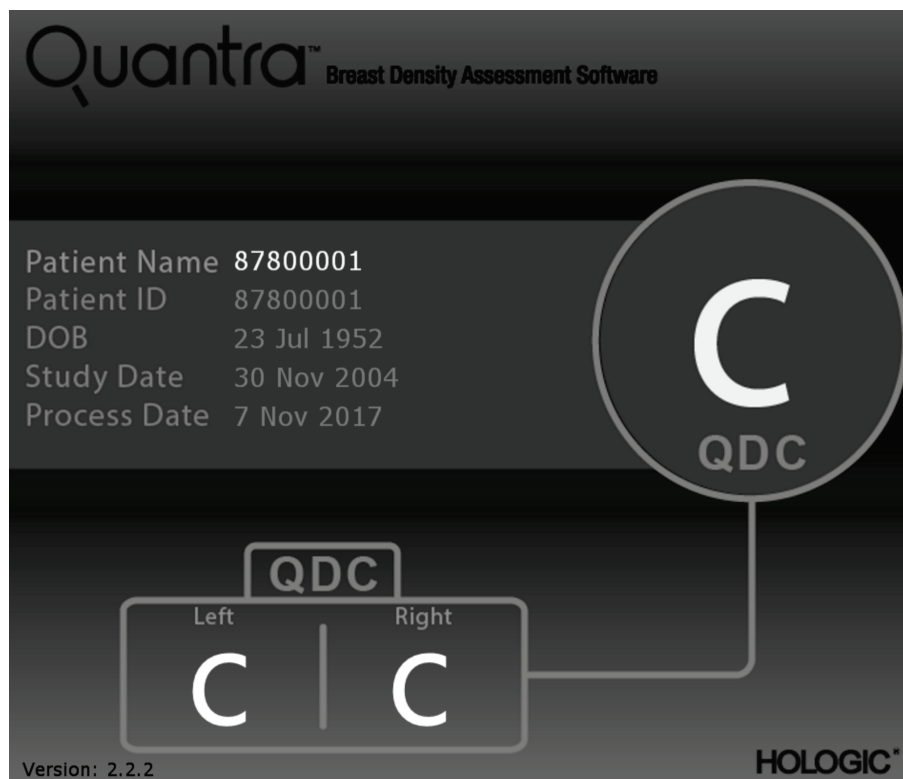 Quantra™ Breast Density Assessment Software
Patient Name 87800001
Patient ID 87800001
DOB 23 Jul 1952
Study Date 30 Nov 2004
Process Date 7 Nov 2017
C
QDC
QDC
Left Right
C C
Version: 2.2.2
HOLOGIC